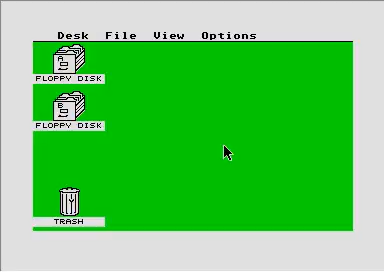 Desk File View Options
A
FLOPPY DISK
B
FLOPPY DISK
TRASH